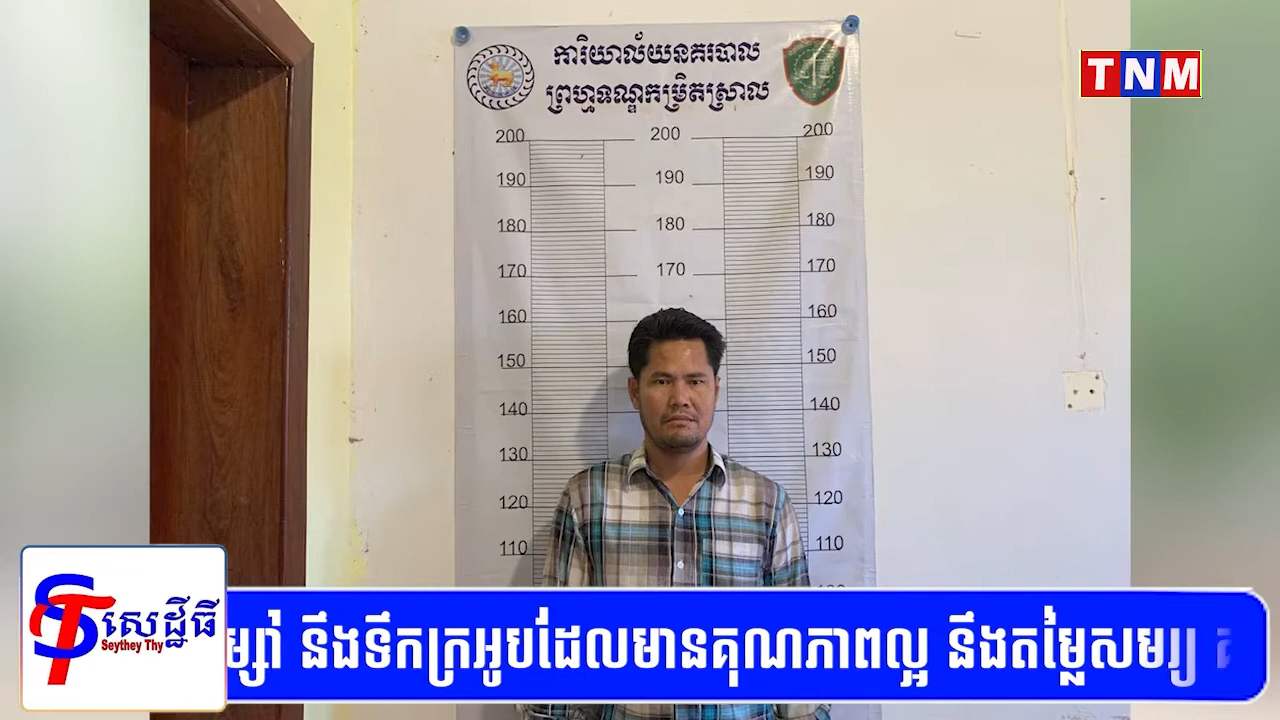 ការិយាល័យនគរបាល
ព្រហ្មទណ្ឌកម្រិតស្រាល
TNM
200 200 200
190 190 190
180 180 180
170 170 170
160 160
150 150
140 140
130 130
120 120
110 110
ST សេដ្ឋីធី
Seythey Thy
ម្សៅ នឹងទឹកក្រអូបដែលមានគុណភាពល្អ នឹងតម្លៃសមរម្យ